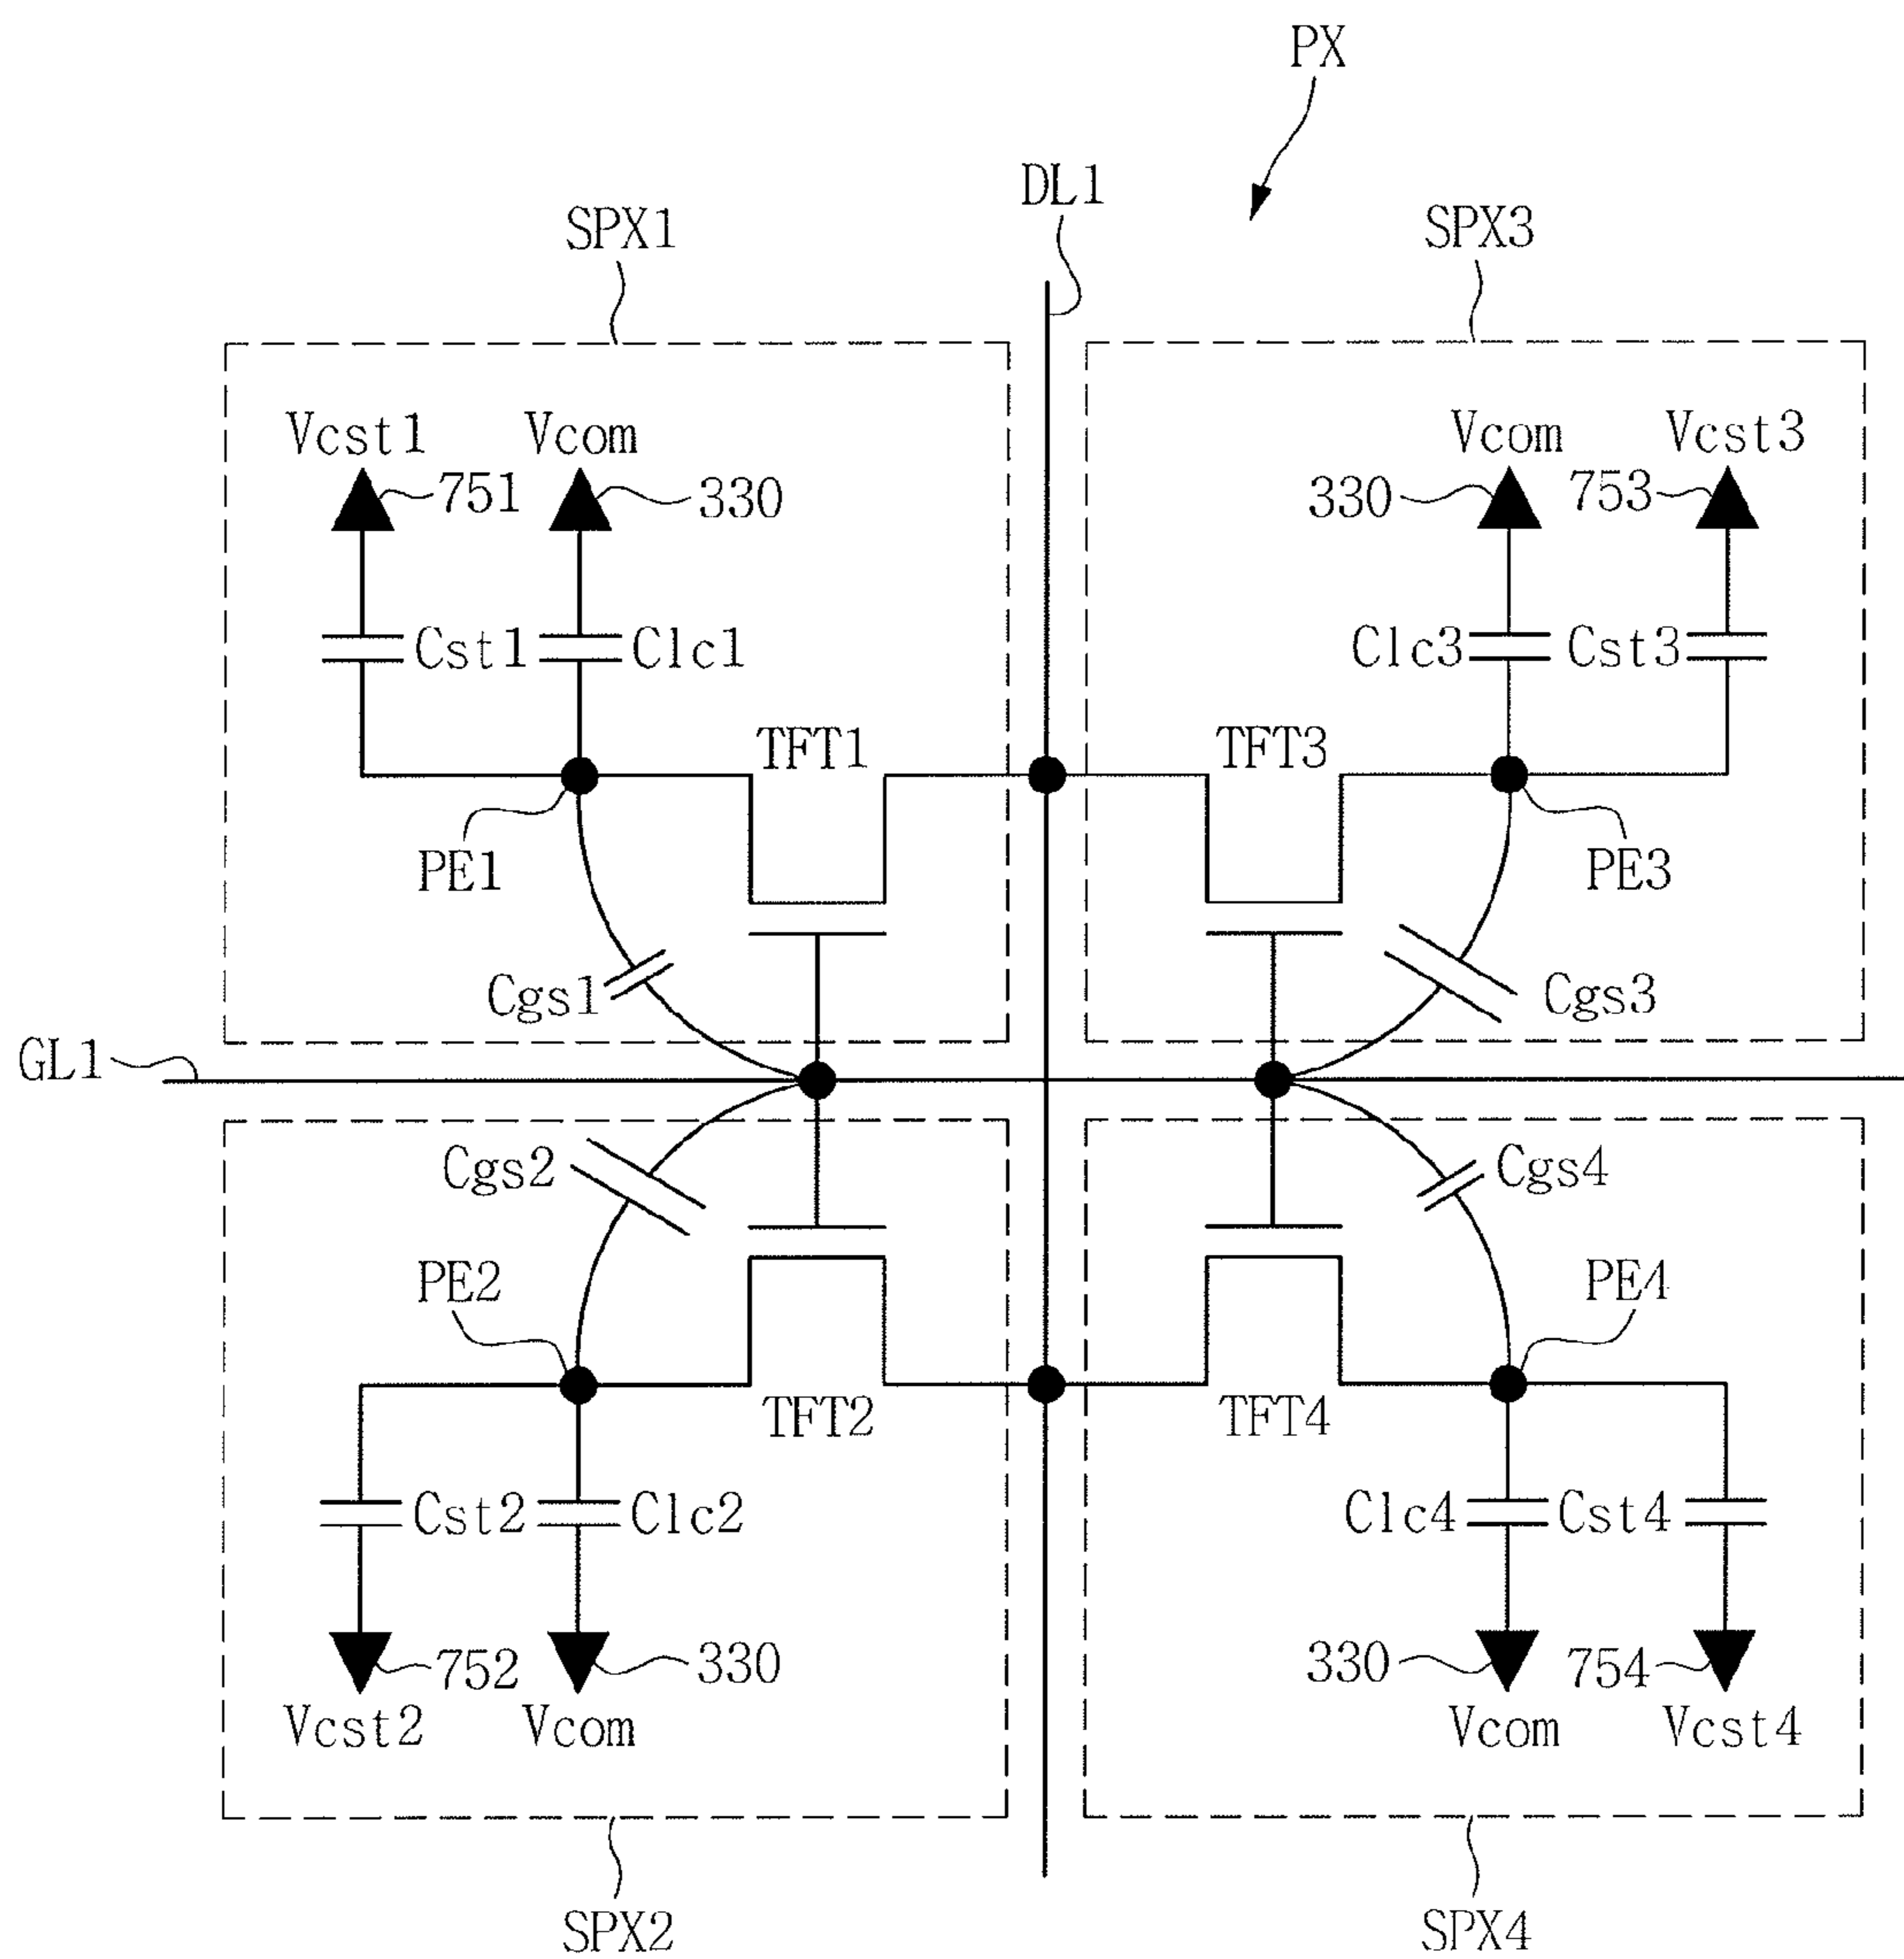 PX
DL1
SPX1
SPX3
Vcst1
Vcom
Vcom
Vcst3
751
330
330
753
Cst1
Clc1
Clc3
Cst3
TFT1
TFT3
PE1
PE3
Cgs1
Cgs3
GL1
Cgs2
Cgs4
PE2
PE4
TFT2
TFT4
Cst2
Clc2
Clc4
Cst4
752
330
330
754
Vcst2
Vcom
Vcom
Vcst4
SPX2
SPX4